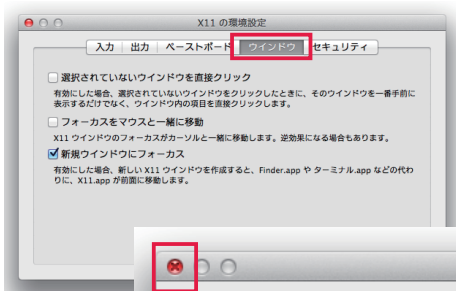 X11 の環境設定
入力 出力 ペーストボード ウインドウ セキュリティ
選択されていないウインドウを直接クリック
有効にした場合、選択されていないウインドウをクリックしたときに、そのウインドウを一番手前に
表示するだけでなく、ウインドウ内の項目を直接クリックします。
フォーカスをマウスと一緒に移動
X11 ウインドウのフォーカスがカーソルと一緒に移動します。逆効果になる場合もあります。
新規ウインドウにフォーカス
有効にした場合、新しい X11 ウインドウを作成すると、Finder.app や ターミナル.app などの代わ
りに、X11.app が前面に移動します。